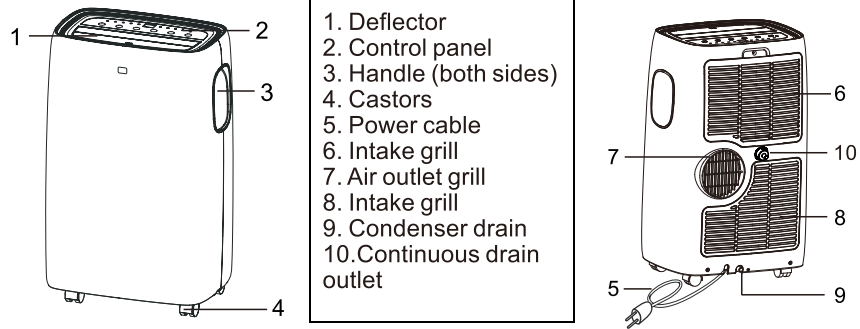 1
2
3
4
1. Deflector
2. Control panel
3. Handle (both sides)
4. Castors
5. Power cable
6. Intake grill
7. Air outlet grill
8. Intake grill
9. Condenser drain
10.Continuous drain
outlet
6
7
10
8
5
9